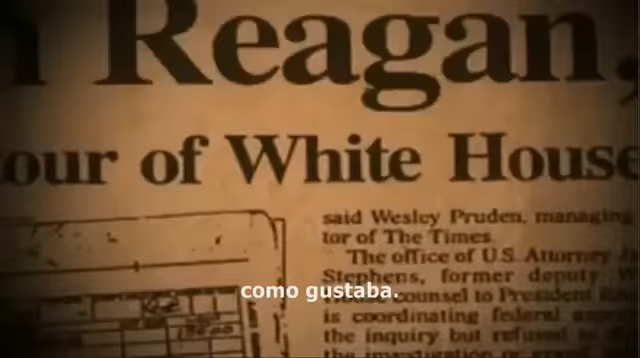 n Reagan,
our of White House
said Wesley Pruden, managing
tor of The Times.
The office of U.S. Attorney
Stephens, former deputy W
counsel to President
is coordinating federal
the inquiry but refused
como gustaba.